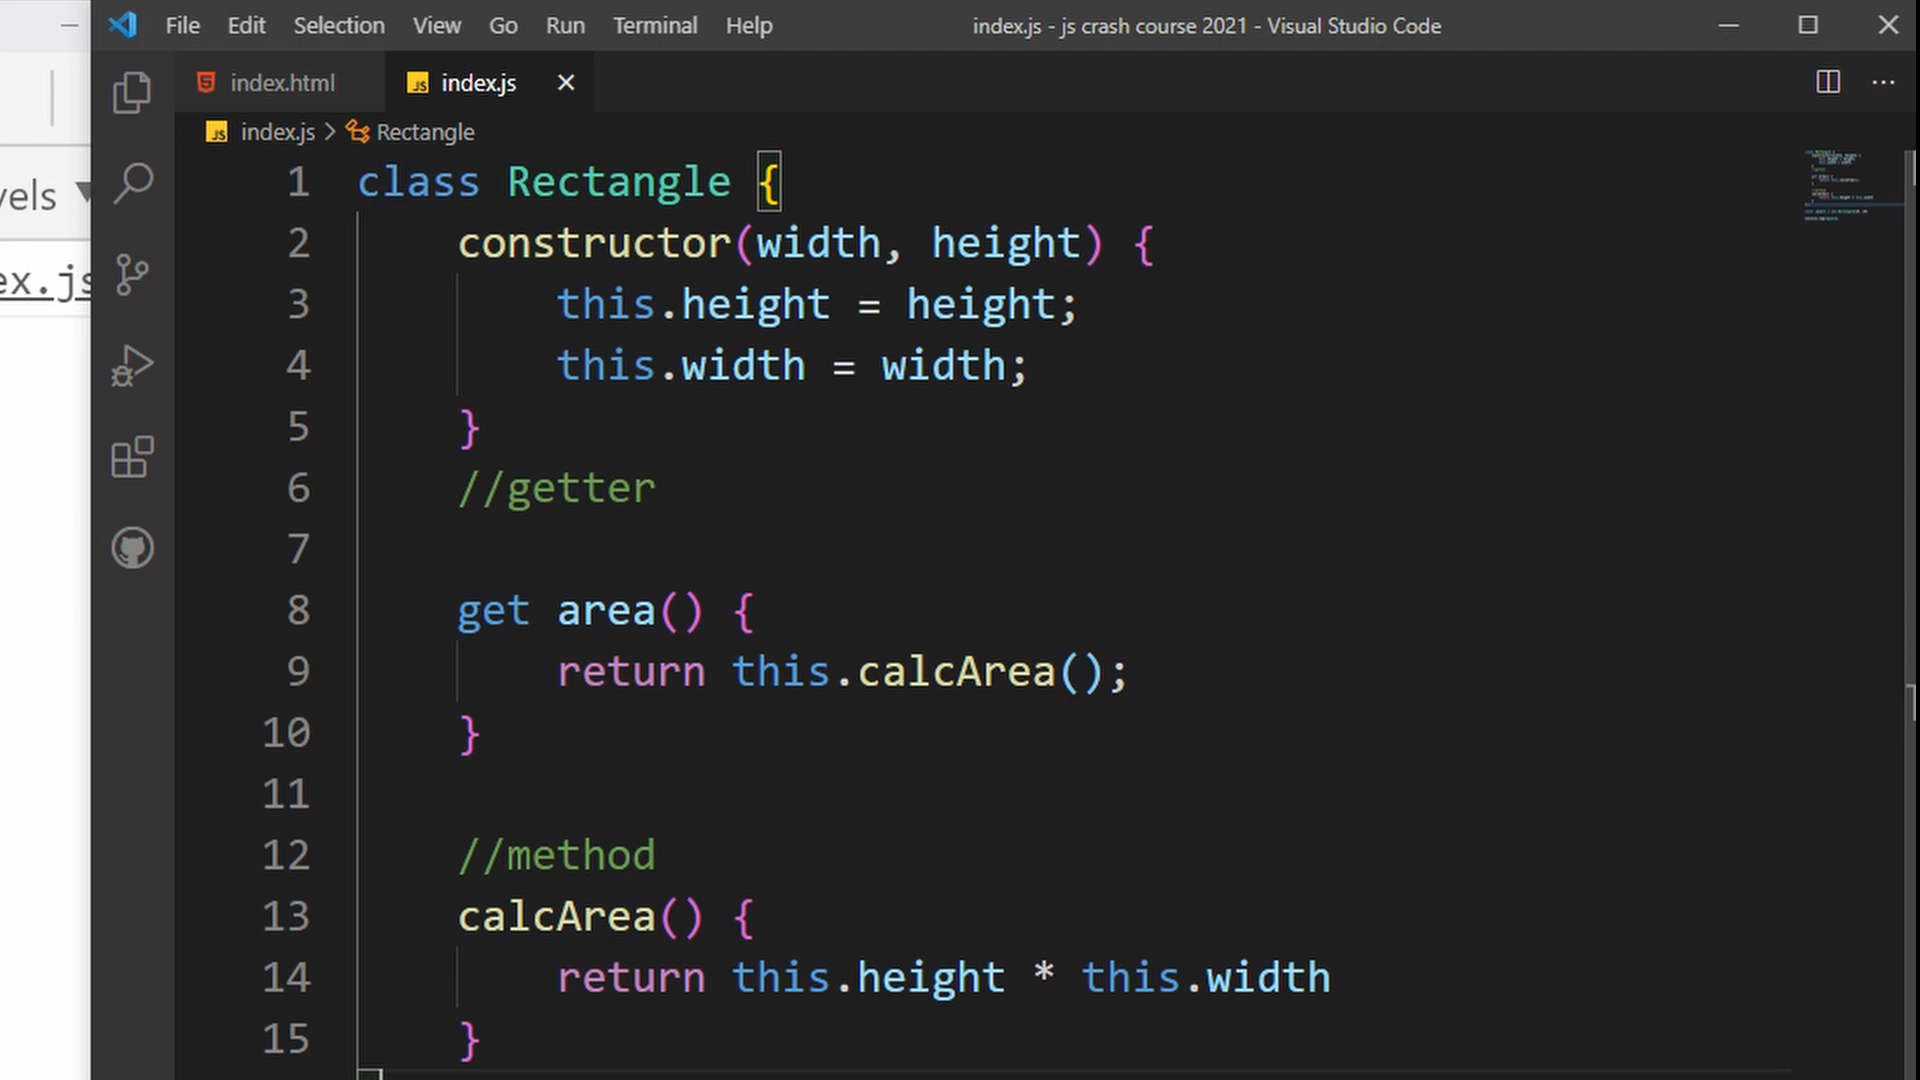 File Edit Selection View Go Run Terminal Help index.js - js crash course 2021 - Visual Studio Code
index.html index.js
index.js > Rectangle
vels
ex.js
1 class Rectangle {
2 constructor(width, height) {
3 this.height = height;
4 this.width = width;
5 }
6 //getter
7
8 get area() {
9 return this.calcArea();
10 }
11
12 //method
13 calcArea() {
14 return this.height * this.width
15 }